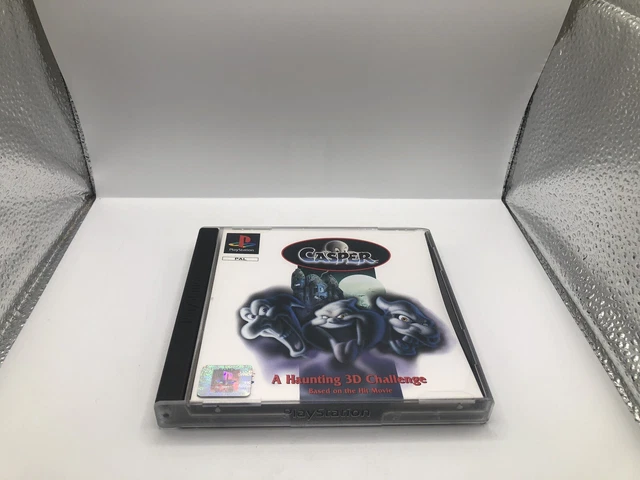 PlayStation
PAL
CASPER
A Haunting 3D Challenge
Based on the Hit Movie
PlayStation